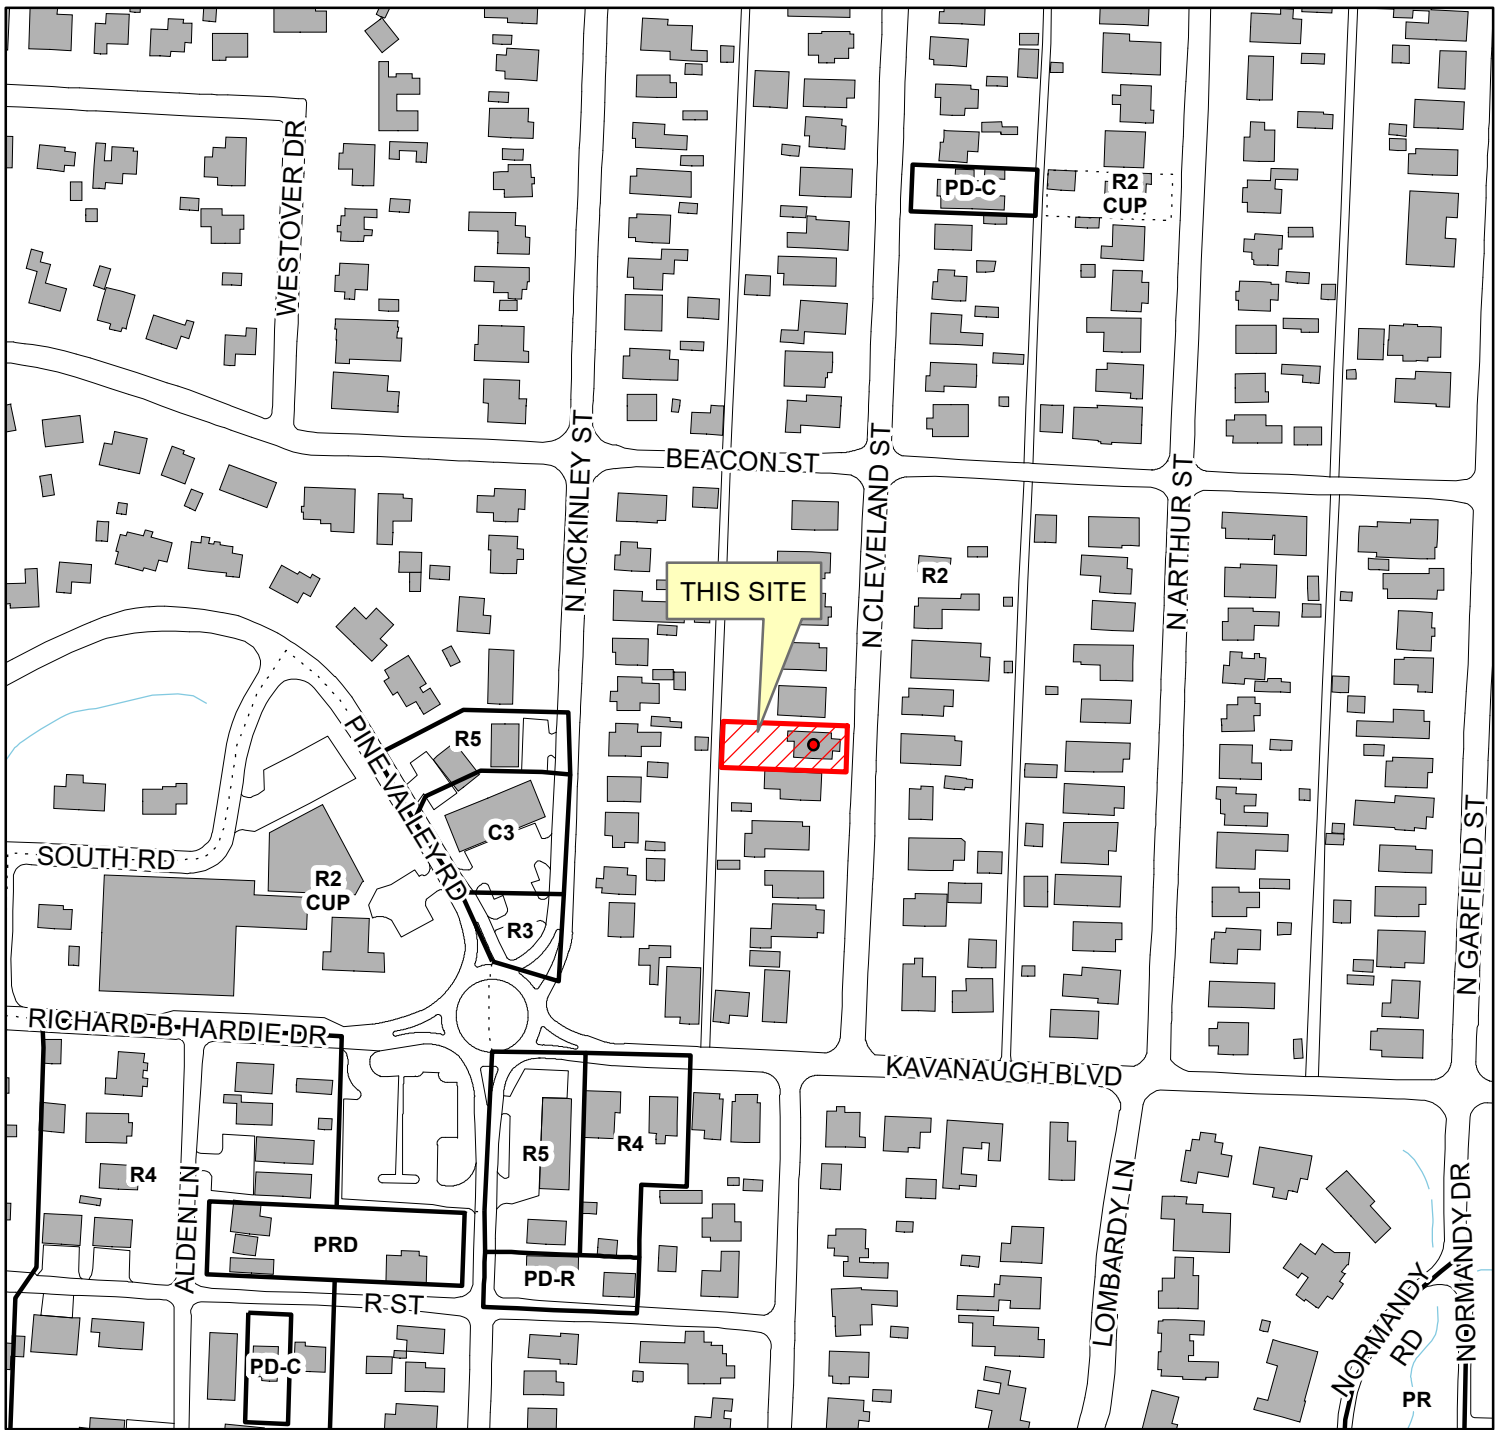 WESTOVER DR
PD-C
R2
CUP
N MCKINLEY ST
BEACON ST
N CLEVELAND ST
N ARTHUR ST
THIS SITE
R2
PINE VALLEY RD
R5
C3
SOUTH RD
R2
CUP
R3
N GARFIELD ST
RICHARD B HARDIE DR
KAVANAUGH BLVD
R4
ALDEN LN
R5
R4
LOMBARDY LN
NORMANDY DR
PRD
PD-R
R ST
NORMANDY
RD
PD-C
PR